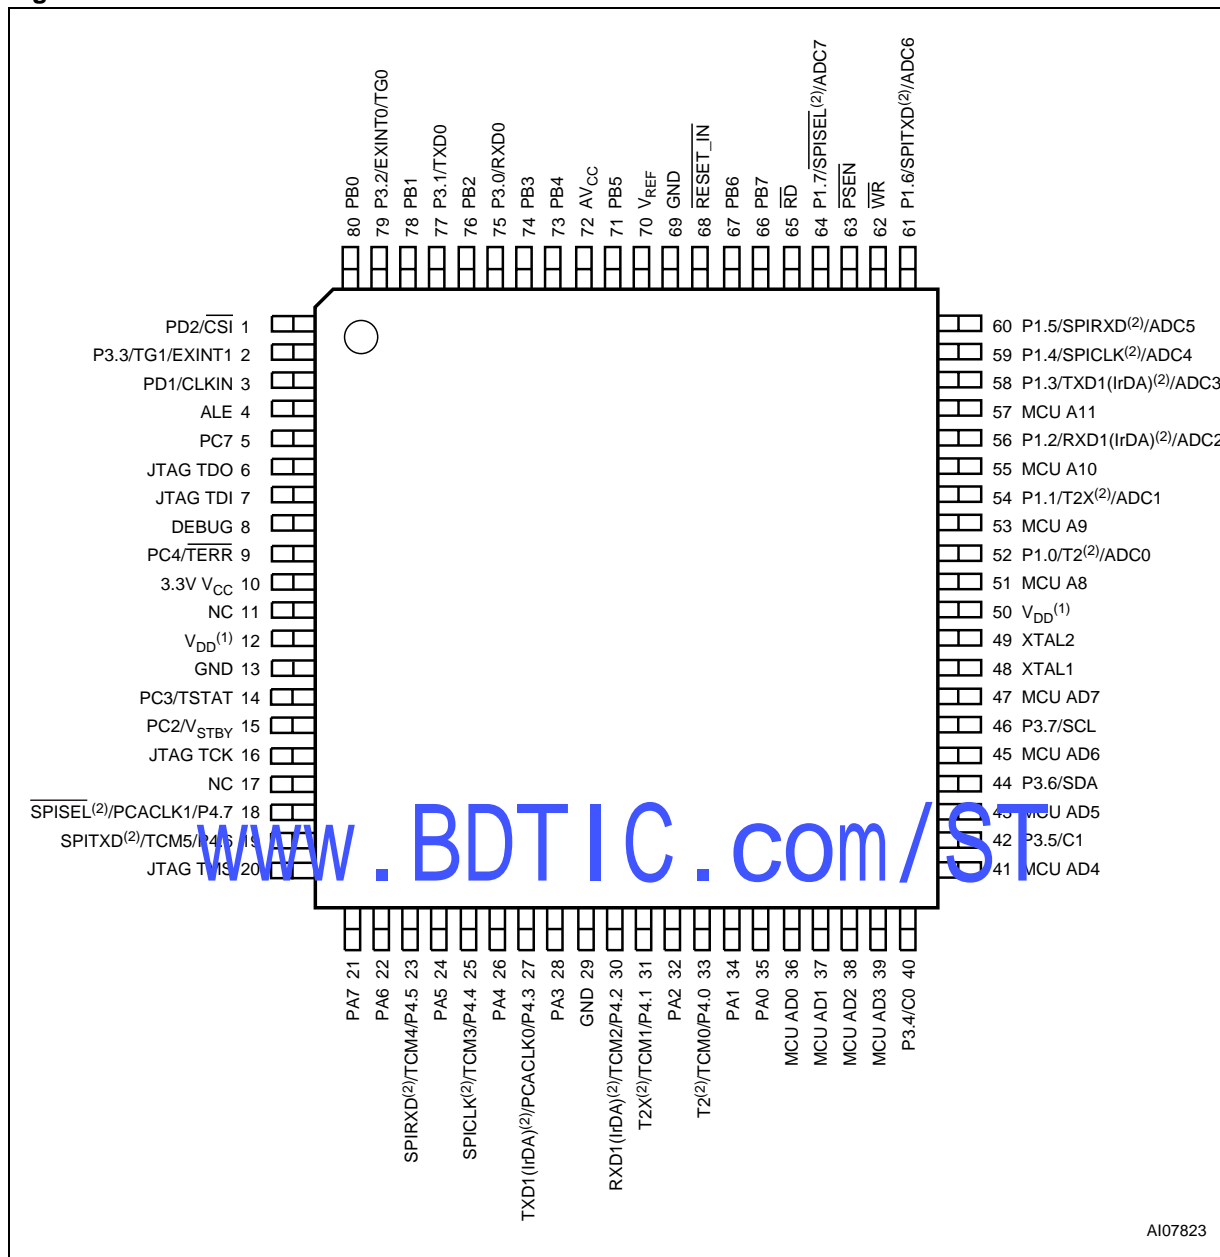 80 PB0
79 P3.2/EXINT0/TG0
78 PB1
77 P3.1/TXD0
76 PB2
75 P3.0/RXD0
74 PB3
73 PB4
72 AVCC
71 PB5
70 VREF
69 GND
68 RESET_IN
67 PB6
66 PB7
65 RD
64 P1.7/SPISEL(2)/ADC7
63 PSEN
62 WR
61 P1.6/SPITXD(2)/ADC6
PD2/CSI 1
P3.3/TG1/EXINT1 2
PD1/CLKIN 3
ALE 4
PC7 5
JTAG TDO 6
JTAG TDI 7
DEBUG 8
PC4/TERR 9
3.3V VCC 10
NC 11
VDD(1) 12
GND 13
PC3/TSTAT 14
PC2/VSTBY 15
JTAG TCK 16
NC 17
SPISEL(2)/PCACLK1/P4.7 18
SPITXD(2)/TCM5/P4.6 19
JTAG TMS 20
60 P1.5/SPIRXD(2)/ADC5
59 P1.4/SPICLK(2)/ADC4
58 P1.3/TXD1(IrDA)(2)/ADC3
57 MCU A11
56 P1.2/RXD1(IrDA)(2)/ADC2
55 MCU A10
54 P1.1/T2X(2)/ADC1
53 MCU A9
52 P1.0/T2(2)/ADC0
51 MCU A8
50 VDD(1)
49 XTAL2
48 XTAL1
47 MCU AD7
46 P3.7/SCL
45 MCU AD6
44 P3.6/SDA
43 MCU AD5
42 P3.5/C1
41 MCU AD4
www.BDTIC.com/ST
PA7 21
PA6 22
SPIRXD(2)/TCM4/P4.5 23
PA5 24
SPICLK(2)/TCM3/P4.4 25
PA4 26
TXD1(IrDA)(2)/PCACLK0/P4.3 27
PA3 28
GND 29
RXD1(IrDA)(2)/TCM2/P4.2 30
T2X(2)/TCM1/P4.1 31
PA2 32
T2(2)/TCM0/P4.0 33
PA1 34
PA0 35
MCU AD0 36
MCU AD1 37
MCU AD2 38
MCU AD3 39
P3.4/C0 40
AI07823